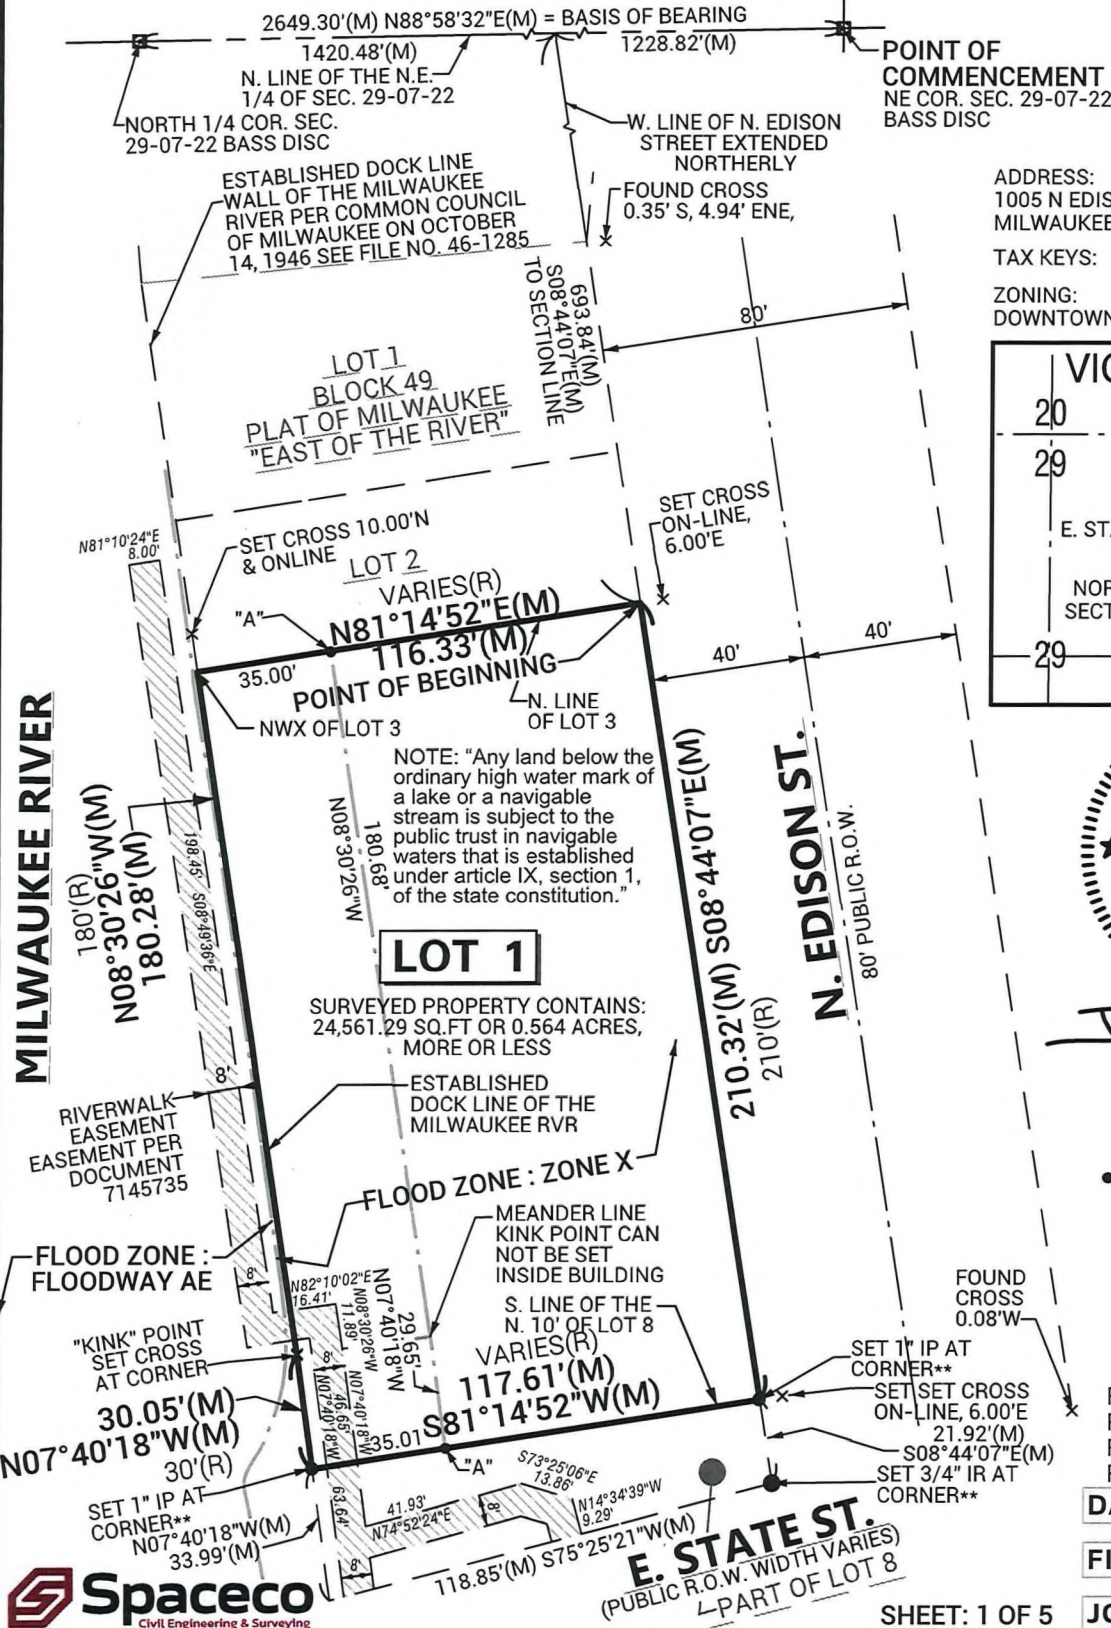 2649.30'(M) N88°58'32"E(M) = BASIS OF BEARING
1420.48'(M)
1228.82'(M)
N. LINE OF THE N.E.
1/4 OF SEC. 29-07-22
POINT OF
COMMENCEMENT
NE COR. SEC. 29-07-22
BASS DISC
NORTH 1/4 COR. SEC.
29-07-22 BASS DISC
W. LINE OF N. EDISON
STREET EXTENDED
NORTHERLY
ESTABLISHED DOCK LINE
WALL OF THE MILWAUKEE
RIVER PER COMMON COUNCIL
OF MILWAUKEE ON OCTOBER
14, 1946 SEE FILE NO. 46-1285
FOUND CROSS
0.35' S, 4.94' ENE,
ADDRESS:
1005 N EDIS
MILWAUKEE
TAX KEYS:
ZONING:
DOWNTOWN
693.84'(M)
S08°44'07"E(M)
TO SECTION LINE
80'
LOT 1
BLOCK 49
PLAT OF MILWAUKEE
"EAST OF THE RIVER"
VIC
20
29
E. ST
NOR
SECT
29
N81°10'24"E
8.00'
SET CROSS 10.00'N
& ONLINE
SET CROSS
ON-LINE,
6.00'E
LOT 2
VARIES(R)
"A"
N81°14'52"E(M)
116.33'(M)
35.00'
POINT OF BEGINNING
40'
40'
NWX OF LOT 3
N. LINE
OF LOT 3
MILWAUKEE RIVER
180'(R)
N08°30'26"W(M)
180.28'(M)
198.45' S08°49'36"E
N08°30'26"W
180.68'
NOTE: "Any land below the
ordinary high water mark of
a lake or a navigable
stream is subject to the
public trust in navigable
waters that is established
under article IX, section 1,
of the state constitution."
210.32'(M) S08°44'07"E(M)
210'(R)
N. EDISON ST.
80' PUBLIC R.O.W.
LOT 1
SURVEYED PROPERTY CONTAINS:
24,561.29 SQ.FT OR 0.564 ACRES,
MORE OR LESS
8'
ESTABLISHED
DOCK LINE OF THE
MILWAUKEE RVR
RIVERWALK
EASEMENT
EASEMENT PER
DOCUMENT
7145735
FLOOD ZONE : ZONE X
MEANDER LINE
KINK POINT CAN
NOT BE SET
INSIDE BUILDING
FLOOD ZONE :
FLOODWAY AE
8'
N82°10'02"E
16.41'
11.89'
N08°30'26"W
N07°40'18"W
29.65'
S. LINE OF THE
N. 10' OF LOT 8
FOUND
CROSS
0.08'W
"KINK" POINT
SET CROSS
AT CORNER
VARIES(R)
117.61'(M)
S81°14'52"W(M)
SET 1" IP AT
CORNER**
SET SET CROSS
ON-LINE, 6.00'E
21.92'(M)
S08°44'07"E(M)
SET 3/4" IR AT
CORNER**
30.05'(M)
N07°40'18"W(M)
30'(R)
8'
N07°40'18"W
46.65'
N07°40'18"W
35.01
"A"
SET 1" IP AT
CORNER**
N07°40'18"W(M)
33.99'(M)
63.64'
41.93'
N74°52'24"E
8'
S73°25'06"E
13.86'
N14°34'39"W
9.29'
8'
118.85'(M) S75°25'21"W(M)
E. STATE ST.
(PUBLIC R.O.W. WIDTH VARIES)
PART OF LOT 8
Spaceco
Civil Engineering & Surveying
SHEET: 1 OF 5